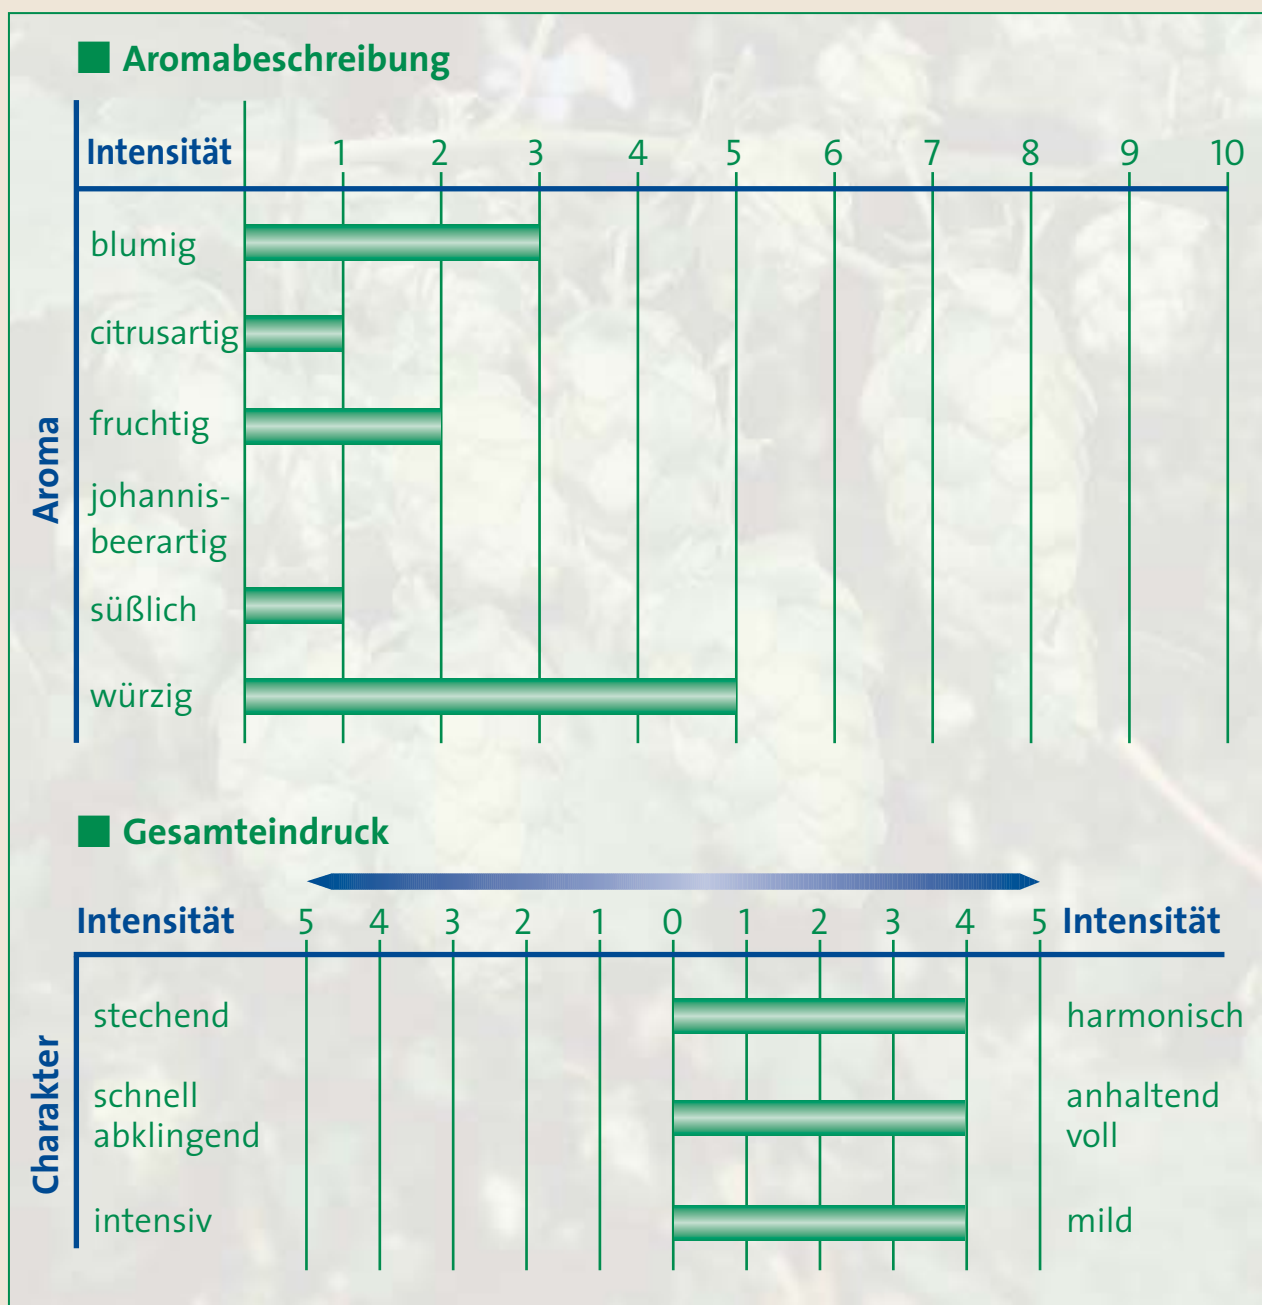 Aromabeschreibung
Intensität 1 2 3 4 5 6 7 8 9 10
Aroma
blumig
citrusartig
fruchtig
johannis-
beerartig
süßlich
würzig
Gesamteindruck
Intensität 5 4 3 2 1 0 1 2 3 4 5 Intensität
Charakter
stechend harmonisch
schnell anhaltend
abklingend voll
intensiv mild